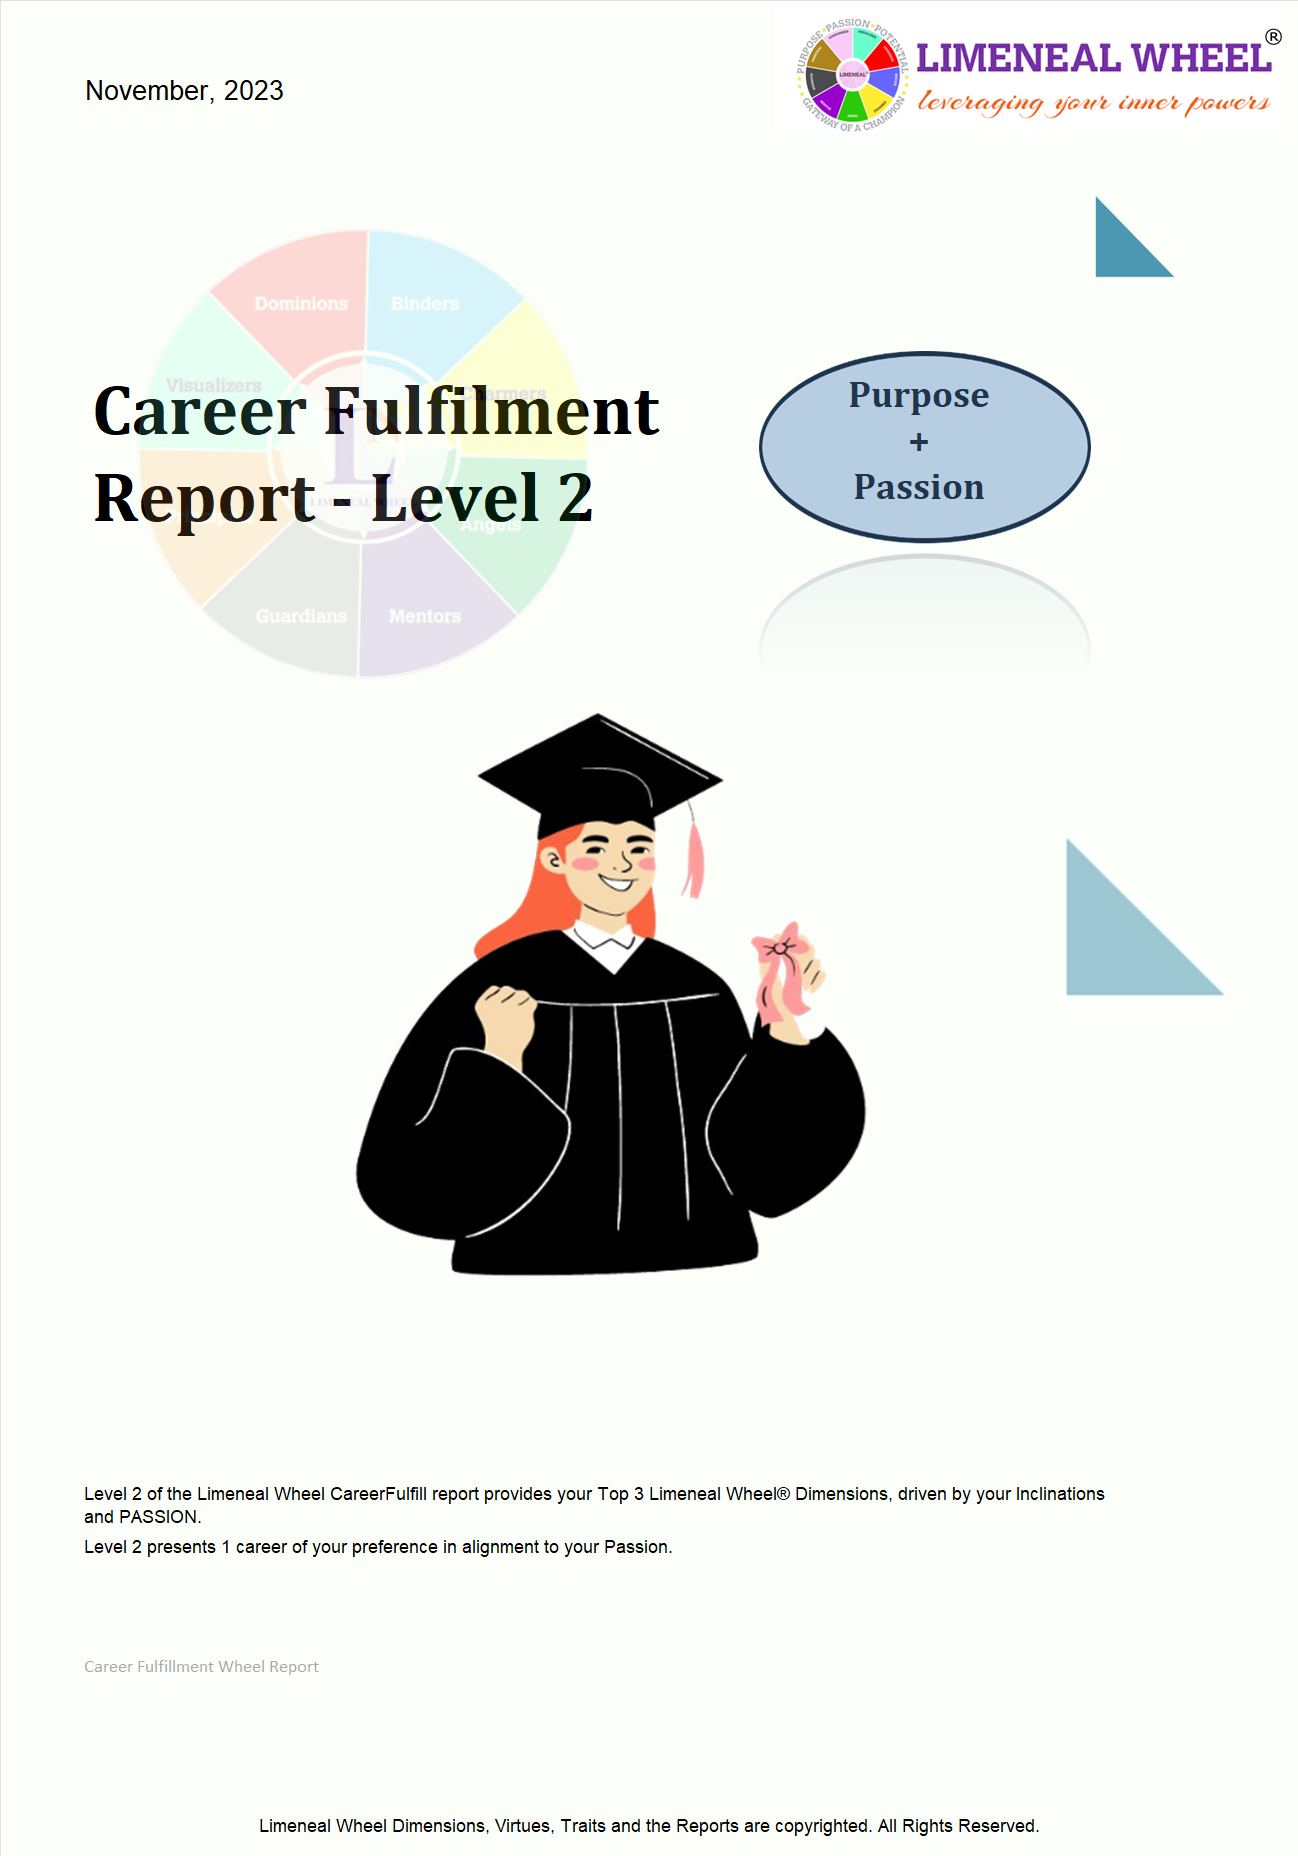 PURPOSE PASSION POTENTIAL
GATEWAY OF A CHAMPION
LIMENEAL
LIMENEAL WHEEL®
leveraging your inner powers
November, 2023
Dominions
Binders
Visualizers
Charmers
Angels
Guardians
Mentors
LIMENEAL WHEEL
Career Fulfilment
Report - Level 2
Purpose
+
Passion
Level 2 of the Limeneal Wheel CareerFulfill report provides your Top 3 Limeneal Wheel® Dimensions, driven by your Inclinations
and PASSION.
Level 2 presents 1 career of your preference in alignment to your Passion.
Career Fulfillment Wheel Report
Limeneal Wheel Dimensions, Virtues, Traits and the Reports are copyrighted. All Rights Reserved.